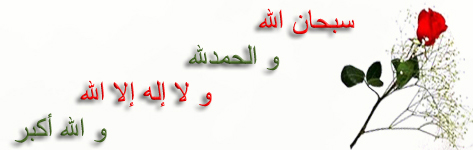 سبحان الله
و الحمدلله
و لا إله إلا الله
و الله أكبر